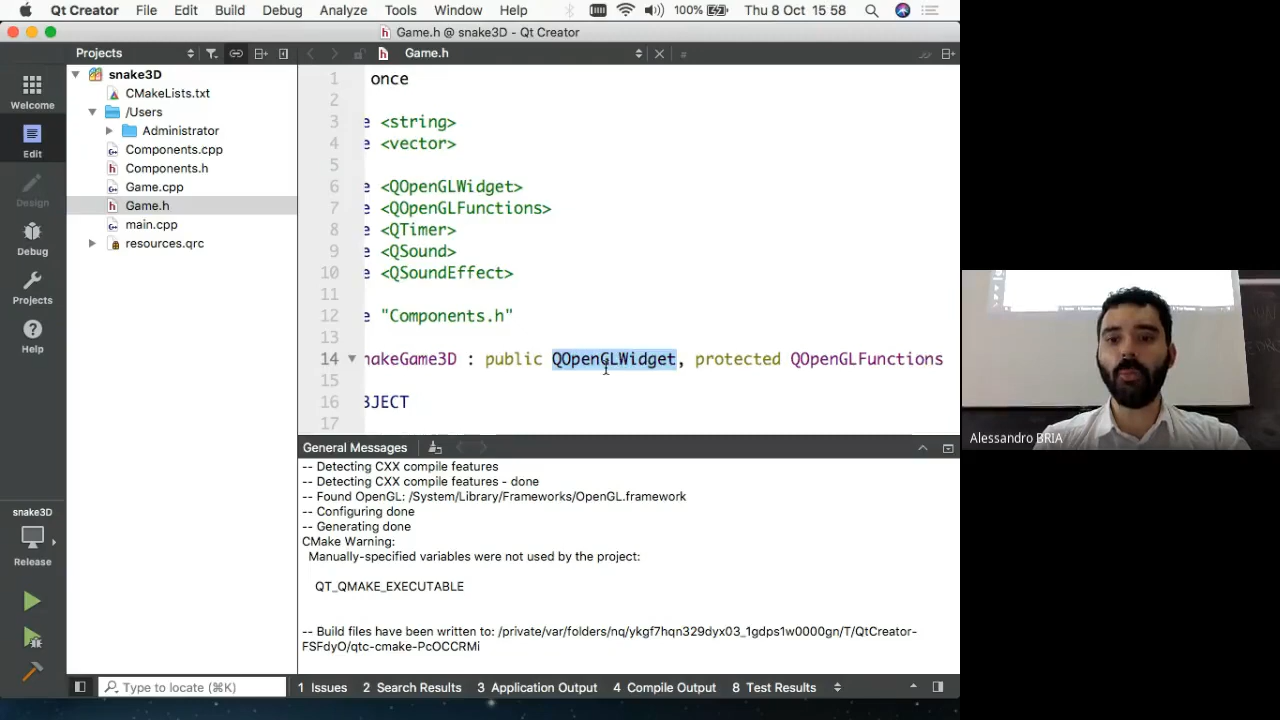 Qt Creator File Edit Build Debug Analyze Tools Window Help 100% Thu 8 Oct 15:58
Game.h @ snake3D - Qt Creator
Projects Game.h
snake3D
CMakeLists.txt
/Users
Administrator
Components.cpp
Components.h
Game.cpp
Game.h
main.cpp
resources.qrc
Welcome
Edit
Design
Debug
Projects
Help
snake3D
Release
1 once
2
3 e <string>
4 e <vector>
5
6 e <QOpenGLWidget>
7 e <QOpenGLFunctions>
8 e <QTimer>
9 e <QSound>
10 e <QSoundEffect>
11
12 e "Components.h"
13
14 nakeGame3D : public QOpenGLWidget, protected QOpenGLFunctions
15
16 BJECT
17
General Messages
-- Detecting CXX compile features
-- Detecting CXX compile features - done
-- Found OpenGL: /System/Library/Frameworks/OpenGL.framework
-- Configuring done
-- Generating done
CMake Warning:
Manually-specified variables were not used by the project:
QT_QMAKE_EXECUTABLE
-- Build files have been written to: /private/var/folders/nq/ykgf7hqn329dyx03_1gdps1w0000gn/T/QtCreator-
FSFdyO/qtc-cmake-PcOCCRMi
Type to locate (⌘K) 1 Issues 2 Search Results 3 Application Output 4 Compile Output 8 Test Results
Alessandro BRIA